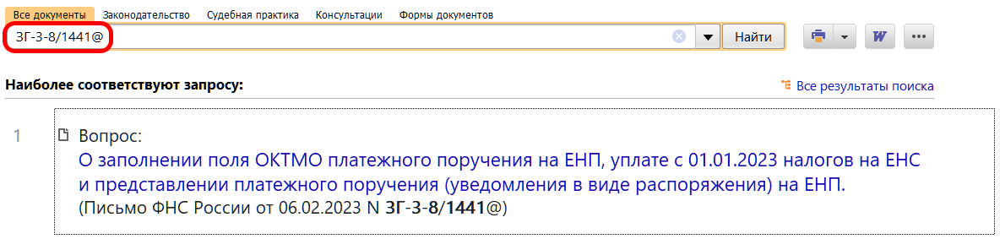 Все документы Законодательство Судебная практика Консультации Формы документов
ЗГ-3-8/1441@ Найти W
Наиболее соответствуют запросу: Все результаты поиска
1 Вопрос:
О заполнении поля ОКТМО платежного поручения на ЕНП, уплате с 01.01.2023 налогов на ЕНС
и представлении платежного поручения (уведомления в виде распоряжения) на ЕНП.
(Письмо ФНС России от 06.02.2023 N ЗГ-3-8/1441@)